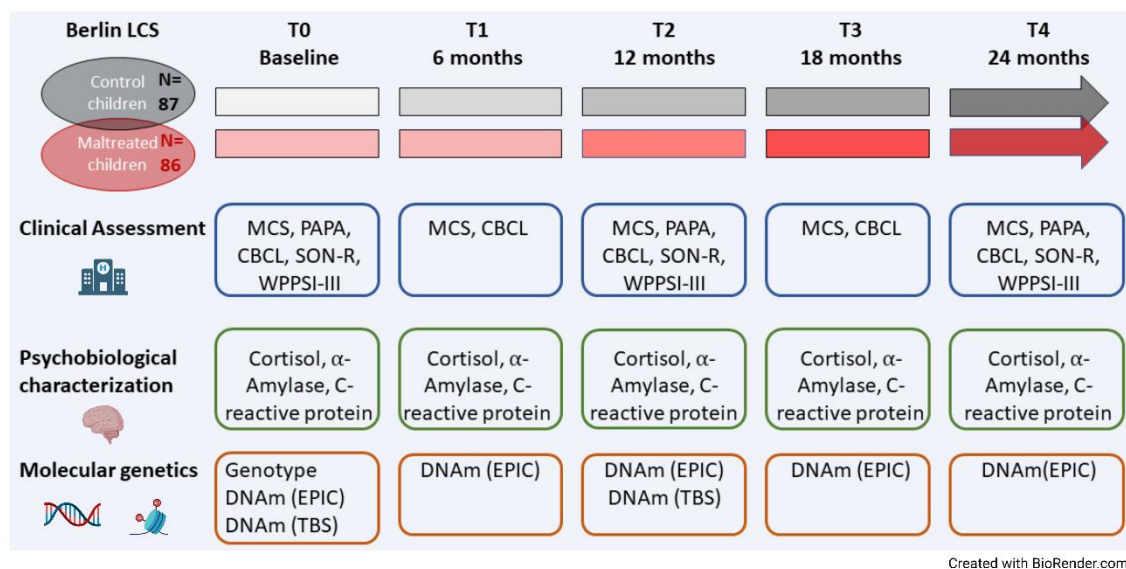 Berlin LCS
T0
T1
T2
T3
T4
Baseline
6 months
12 months
18 months
24 months
Control N=
children 87
Maltreated N=
children 86
Clinical Assessment
MCS, PAPA,
CBCL, SON-R,
WPPSI-III
MCS, CBCL
MCS, PAPA,
CBCL, SON-R,
WPPSI-III
MCS, CBCL
MCS, PAPA,
CBCL, SON-R,
WPPSI-III
H
Psychobiological
characterization
Cortisol, α-
Amylase, C-
reactive protein
Cortisol, α-
Amylase, C-
reactive protein
Cortisol, α-
Amylase, C-
reactive protein
Cortisol, α-
Amylase, C-
reactive protein
Cortisol, α-
Amylase, C-
reactive protein
Molecular genetics
Genotype
DNAm (EPIC)
DNAm (TBS)
DNAm (EPIC)
DNAm (EPIC)
DNAm (TBS)
DNAm (EPIC)
DNAm(EPIC)
Created with BioRender.com